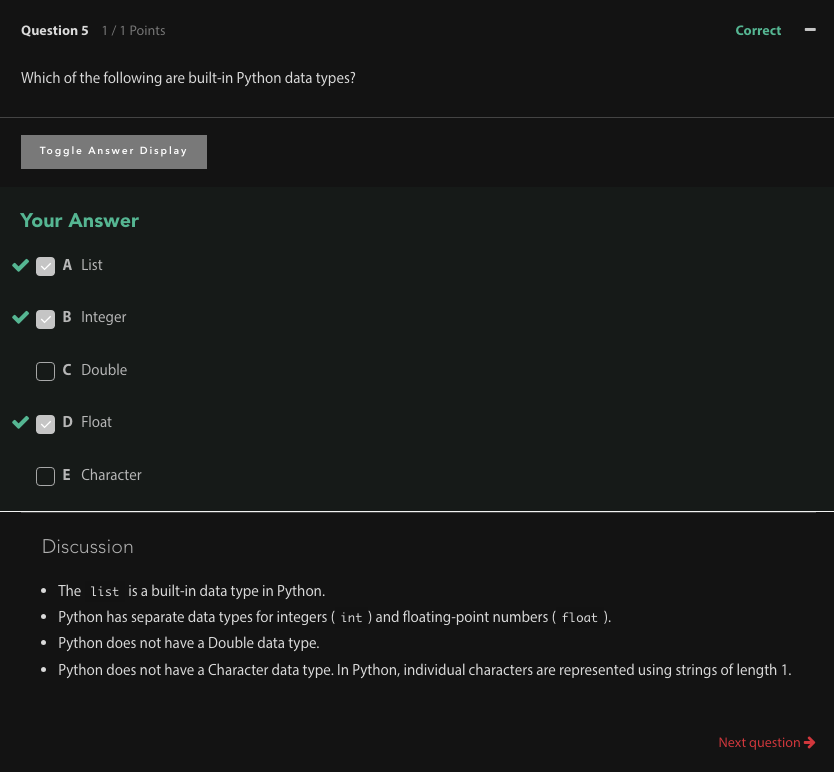 Question 5 1 / 1 Points Correct
Which of the following are built-in Python data types?
Toggle Answer Display
Your Answer
A List
B Integer
C Double
D Float
E Character
Discussion
The list is a built-in data type in Python.
Python has separate data types for integers ( int ) and floating-point numbers ( float ).
Python does not have a Double data type.
Python does not have a Character data type. In Python, individual characters are represented using strings of length 1.
Next question